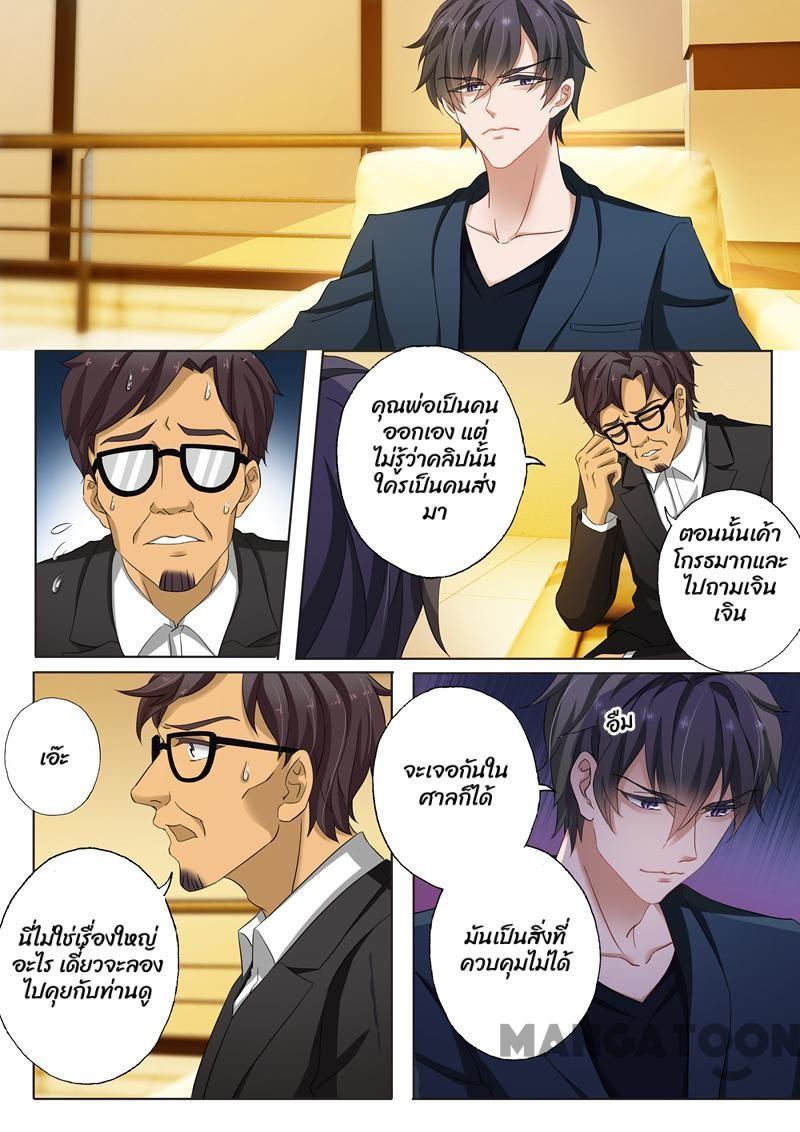 คุณพ่อเป็นคน
ออกเอง แต่
ไม่รู้ว่าคลิปนั้น
ใครเป็นคนส่ง
มา
ตอนนั้นเค้า
โกรธมากและ
ไปถามเจิน
เจิน
เอ๊ะ
นี่ไม่ใช่เรื่องใหญ่
อะไร เดี๋ยวจะลอง
ไปคุยกับท่านดู
อืม
จะเจอกันใน
ศาลก็ได้
มันเป็นสิ่งที่
ควบคุมไม่ได้
MANGATOON